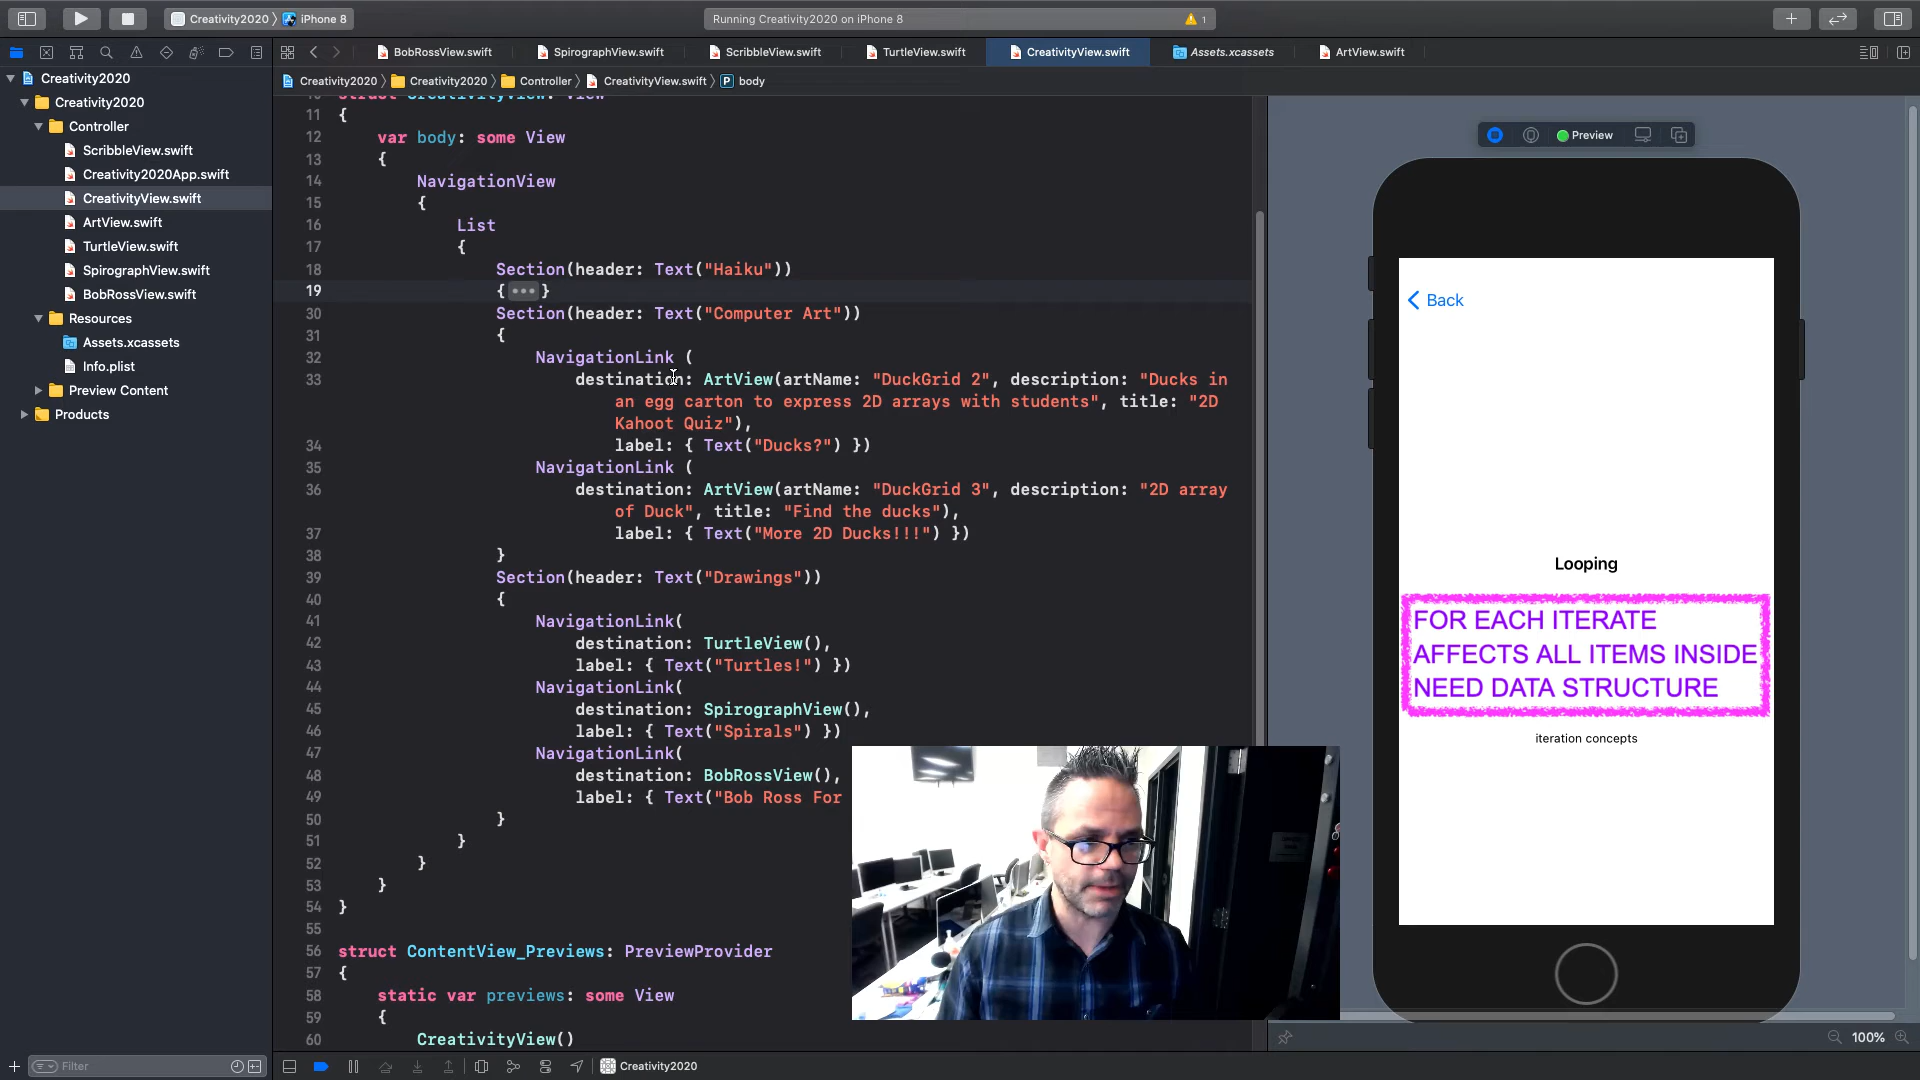 Creativity2020 〉 iPhone 8
Running Creativity2020 on iPhone 8
1
BobRossView.swift
SpirographView.swift
ScribbleView.swift
TurtleView.swift
CreativityView.swift
Assets.xcassets
ArtView.swift
Creativity2020 〉 Creativity2020 〉 Controller 〉 CreativityView.swift 〉 P body
Creativity2020
Creativity2020
Controller
ScribbleView.swift
Creativity2020App.swift
CreativityView.swift
ArtView.swift
TurtleView.swift
SpirographView.swift
BobRossView.swift
Resources
Assets.xcassets
Info.plist
Preview Content
Products
Filter
10 struct CreativityView: View
11 {
12 var body: some View
13 {
14 NavigationView
15 {
16 List
17 {
18 Section(header: Text("Haiku"))
19 {•••}
30 Section(header: Text("Computer Art"))
31 {
32 NavigationLink (
33 destination: ArtView(artName: "DuckGrid 2", description: "Ducks in
an egg carton to express 2D arrays with students", title: "2D
Kahoot Quiz"),
34 label: { Text("Ducks?") })
35 NavigationLink (
36 destination: ArtView(artName: "DuckGrid 3", description: "2D array
of Duck", title: "Find the ducks"),
37 label: { Text("More 2D Ducks!!!") })
38 }
39 Section(header: Text("Drawings"))
40 {
41 NavigationLink(
42 destination: TurtleView(),
43 label: { Text("Turtles!") })
44 NavigationLink(
45 destination: SpirographView(),
46 label: { Text("Spirals") })
47 NavigationLink(
48 destination: BobRossView(),
49 label: { Text("Bob Ross For
50 }
51 }
52 }
53 }
54 }
55
56 struct ContentView_Previews: PreviewProvider
57 {
58 static var previews: some View
59 {
60 CreativityView()
Creativity2020
Preview
Back
Looping
FOR EACH ITERATE
AFFECTS ALL ITEMS INSIDE
NEED DATA STRUCTURE
iteration concepts
100%